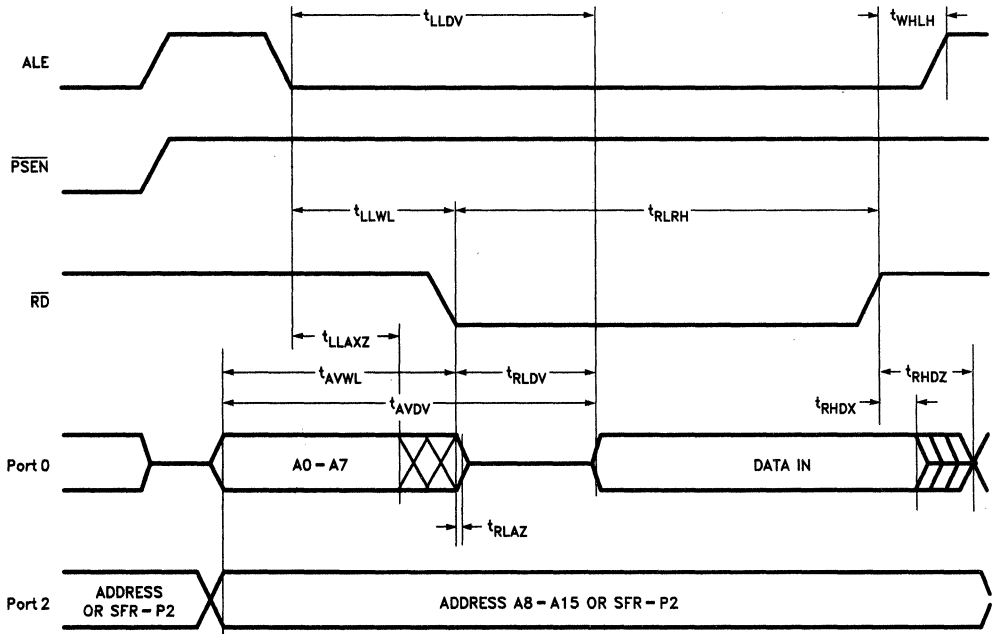 tLLDV
tWHLH
ALE
PSEN
tLLWL
tRLRH
RD
tLLAXZ
tAVWL
tRLDV
tRHDZ
tAVDV
tRHDX
Port 0
A0-A7
DATA IN
tRLAZ
Port 2
ADDRESS
OR SFR-P2
ADDRESS A8-A15 OR SFR-P2